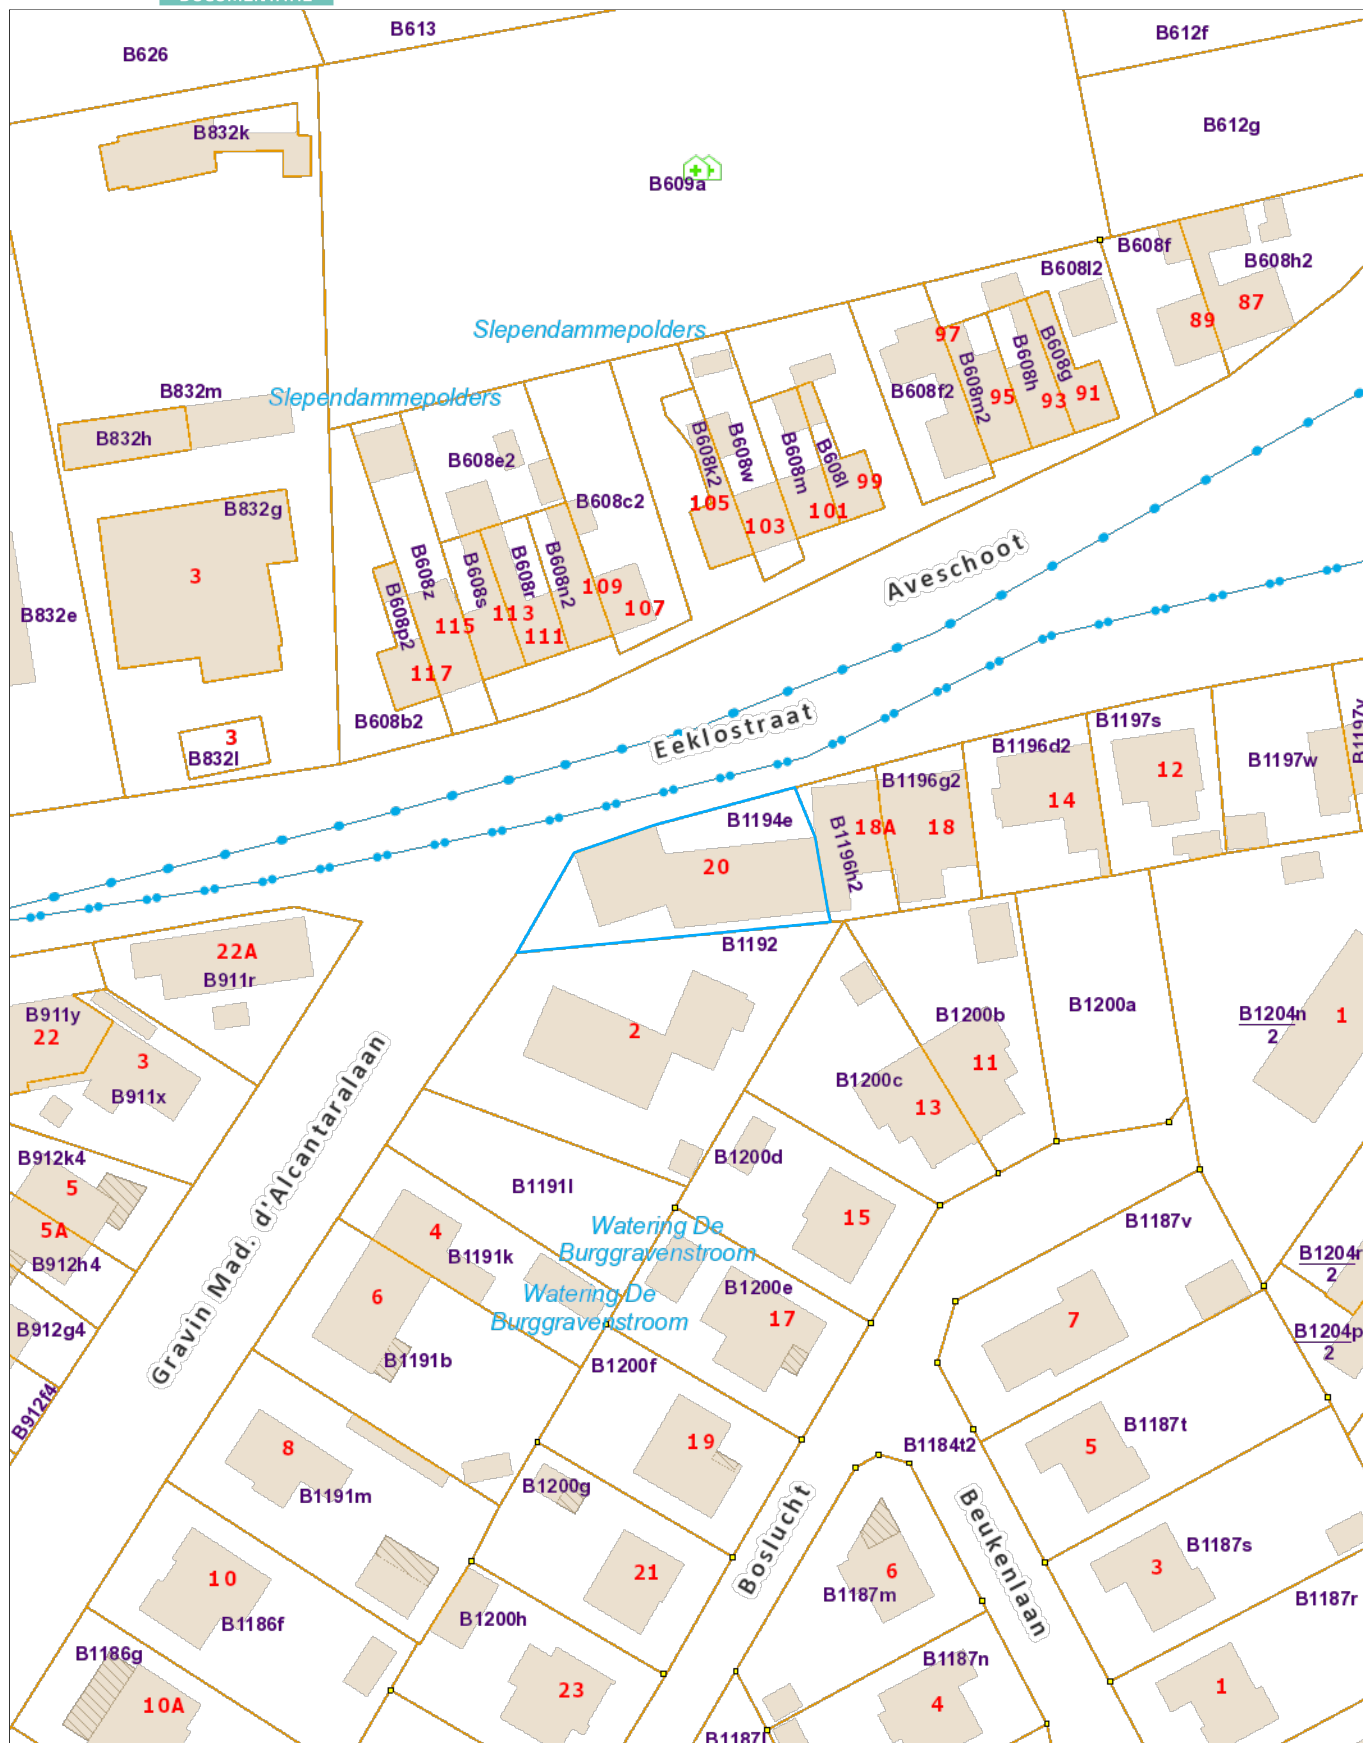 B613
B612f
B626
B612g
B832k
B609a
B608f
B608h2
B608l2
87
89
Slependammepolders
97
B608g
B608h
B832m
Slependammepolders
B608f2
B608m2
95
93
91
B832h
B608k2
B608w
B608e2
B608m
B608l
99
B608c2
105
101
103
B832g
Aveschoot
B608z
B608s
B608r
B608n2
3
109
B832e
B608p2
113
107
115
111
117
B608b2
Eeklostraat
B1197s
B1197v
3
B832l
B1196d2
B1197w
12
B1196g2
14
B1194e
18A
18
B1196h2
20
B1192
22A
B911r
B1200a
B911y
B1200b
B1204n
2
1
22
2
3
11
B1200c
B911x
13
Gravin Mad. d'Alcantaralaan
B912k4
B1200d
5
B1191l
15
B1187v
5A
4
Watering De
Burggravenstroom
B1191k
B912h4
B1204r
2
6
Watering De
Burggravenstroom
B1200e
17
7
B912g4
B1204p
2
B1191b
B1200f
B912f4
19
B1184t2
B1187t
8
5
B1200g
B1191m
Boslucht
Beukenlaan
B1187s
10
21
6
3
B1187m
B1187r
B1200h
B1186f
B1186g
B1187n
1
23
10A
4